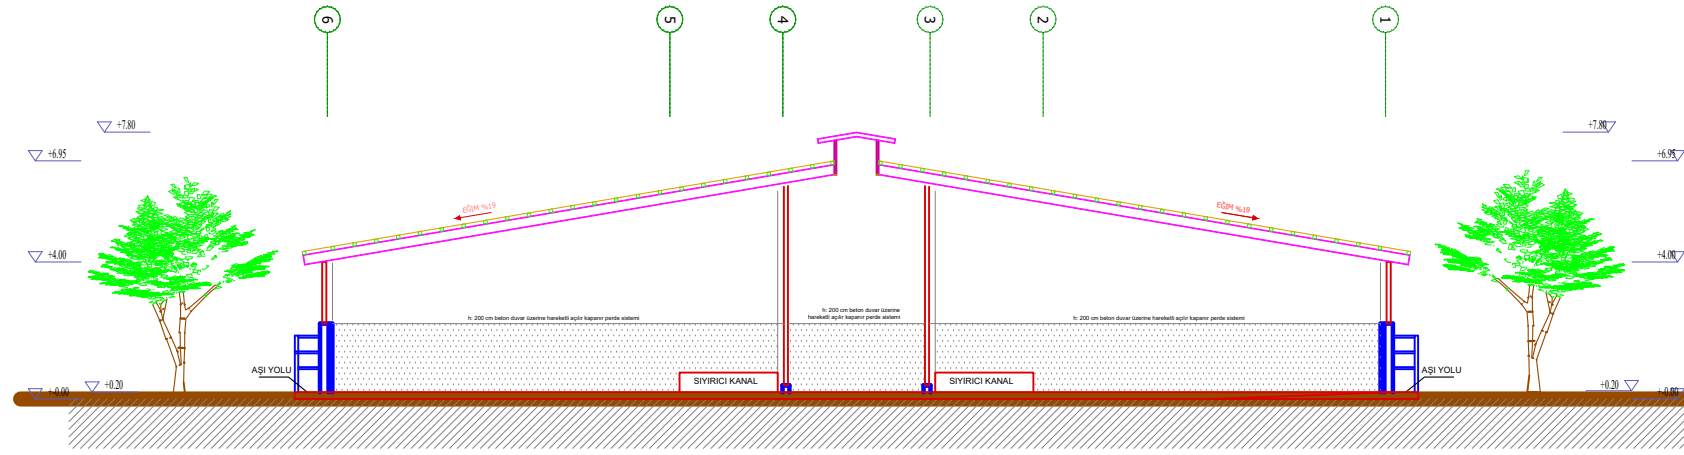 6 5 4 3 2 1
+7.80 +7.80
+6.95 +6.95
EĞİM %19 EĞİM %19
+4.00 +4.00
h: 200 cm beton duvar üzerine
hareketli açılır kapanır perde sistemi
h: 200 cm beton duvar üzerine hareketli açılır kapanır perde sistemi
h: 200 cm beton duvar üzerine hareketli açılır kapanır perde sistemi
AŞI YOLU AŞI YOLU
SIYIRICI KANAL SIYIRICI KANAL
+0.20 +0.20
+-0.00 +-0.00